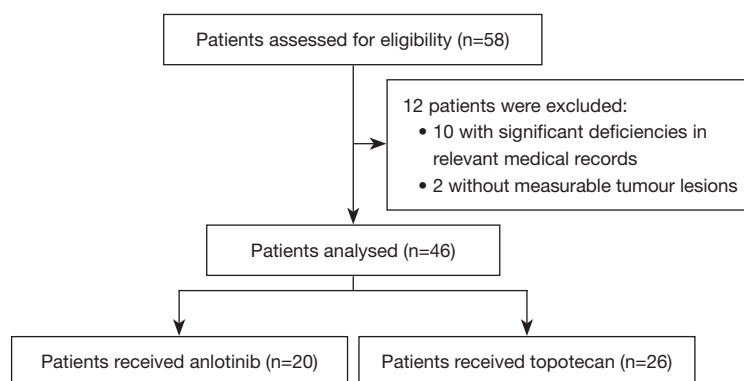 Patients assessed for eligibility (n=58)
12 patients were excluded:
• 10 with significant deficiencies in
relevant medical records
• 2 without measurable tumour lesions
Patients analysed (n=46)
Patients received anlotinib (n=20)
Patients received topotecan (n=26)